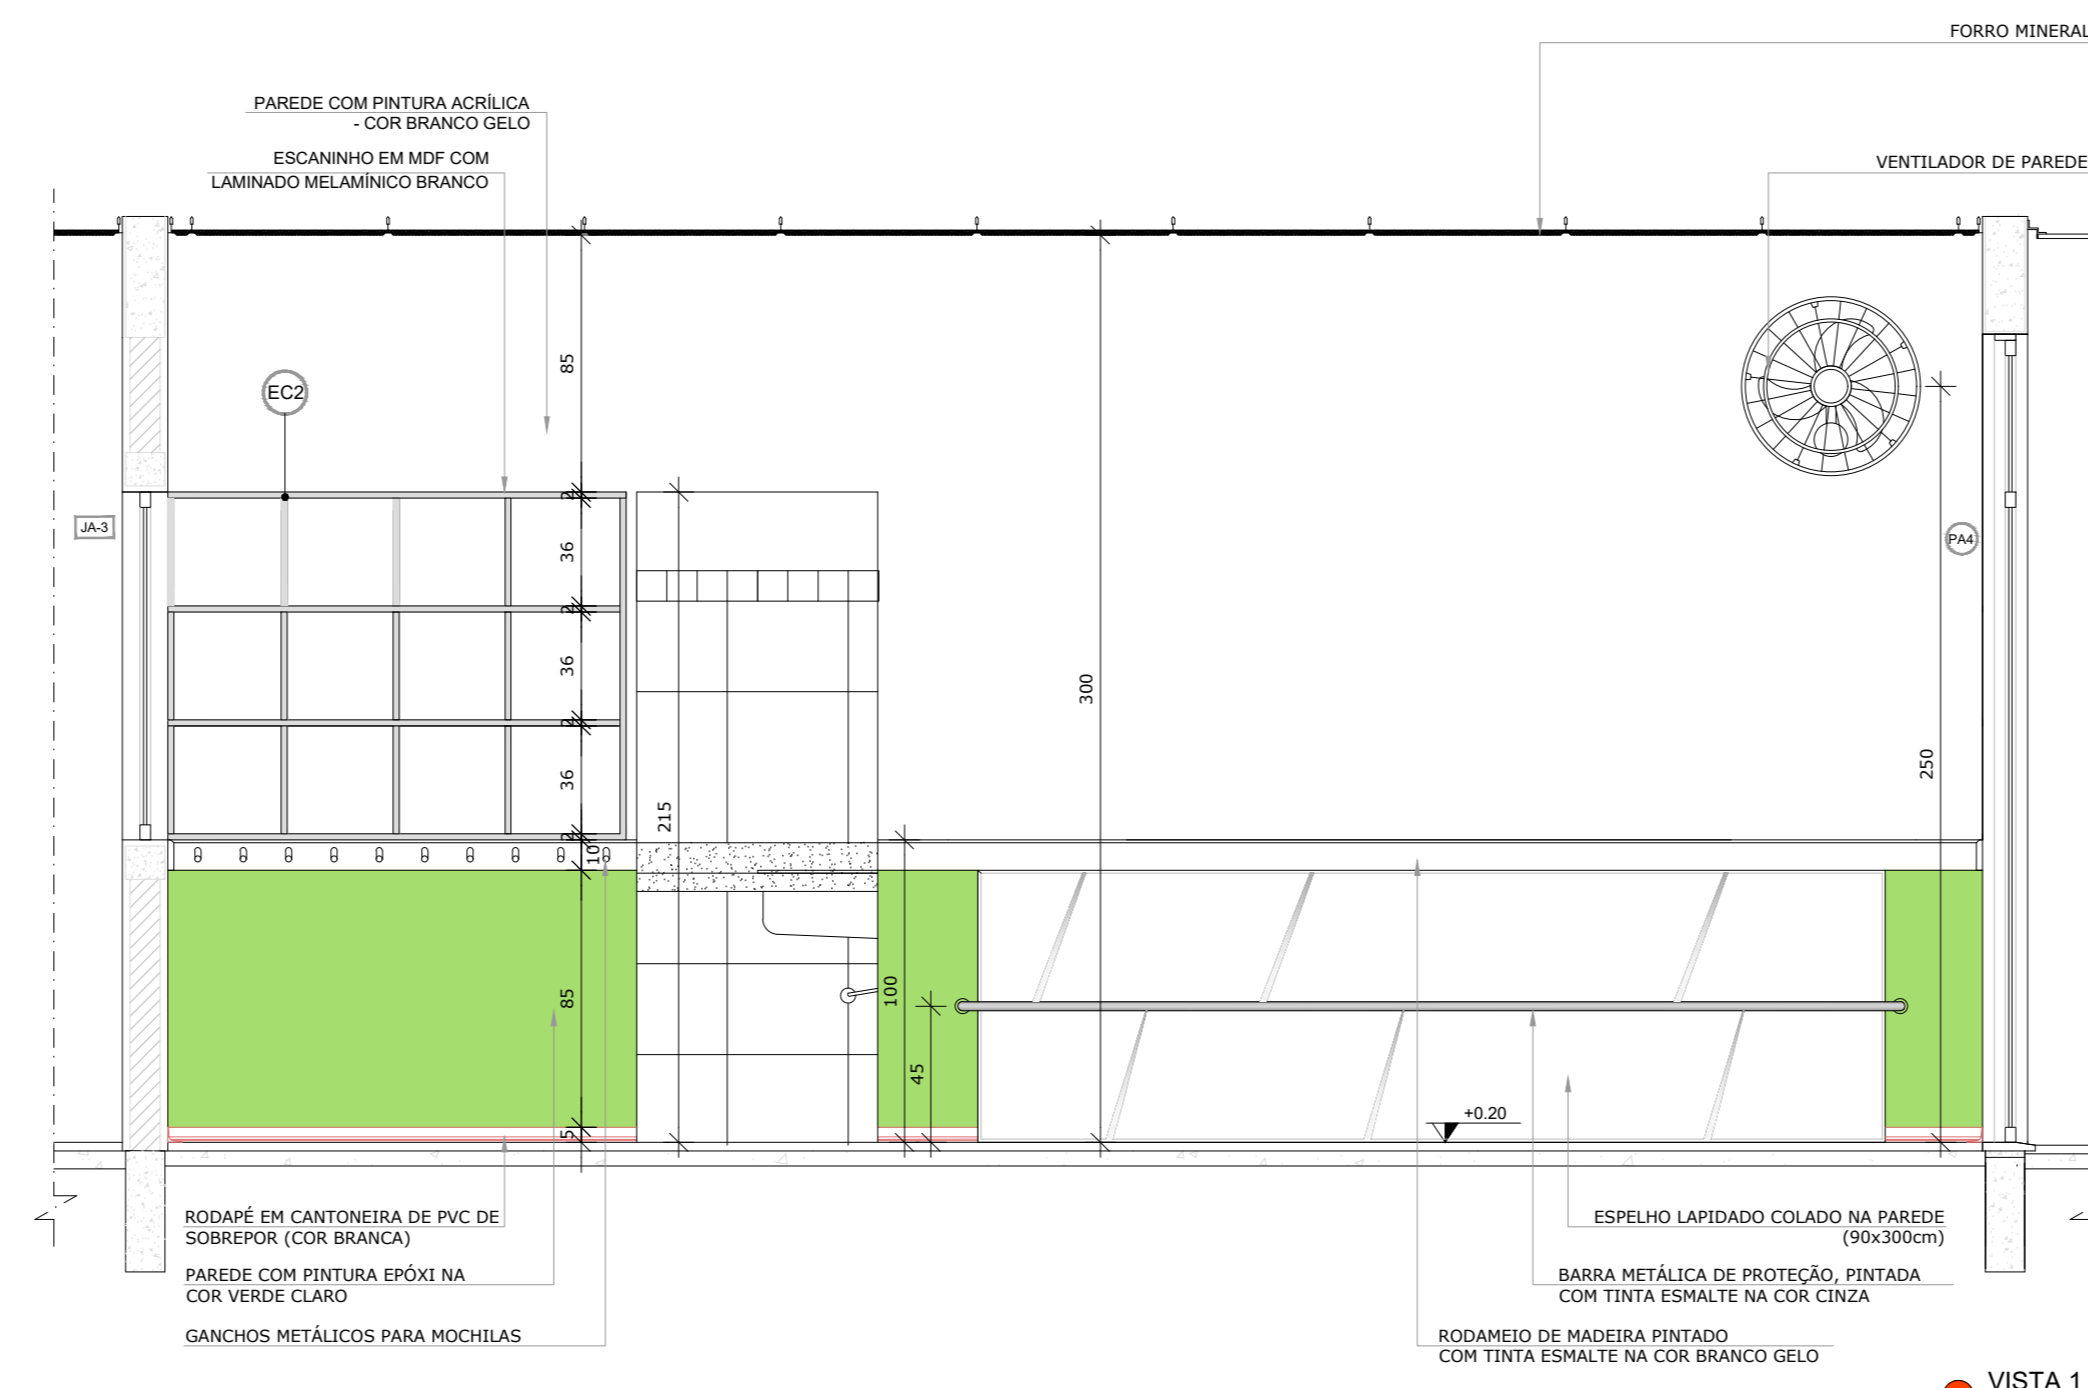 FORRO MINERAL
PAREDE COM PINTURA ACRÍLICA
- COR BRANCO GELO
ESCANINHO EM MDF COM
LAMINADO MELAMÍNICO BRANCO
VENTILADOR DE PAREDE
85
EC2
2
JA-3
36
PA4
2
36
300
2
36
250
215
2
10
85
100
45
+0.20
5
RODAPÉ EM CANTONEIRA DE PVC DE
SOBREPOR (COR BRANCA)
PAREDE COM PINTURA EPÓXI NA
COR VERDE CLARO
GANCHOS METÁLICOS PARA MOCHILAS
ESPELHO LAPIDADO COLADO NA PAREDE
(90x300cm)
BARRA METÁLICA DE PROTEÇÃO, PINTADA
COM TINTA ESMALTE NA COR CINZA
RODAMEIO DE MADEIRA PINTADO
COM TINTA ESMALTE NA COR BRANCO GELO
VISTA 1